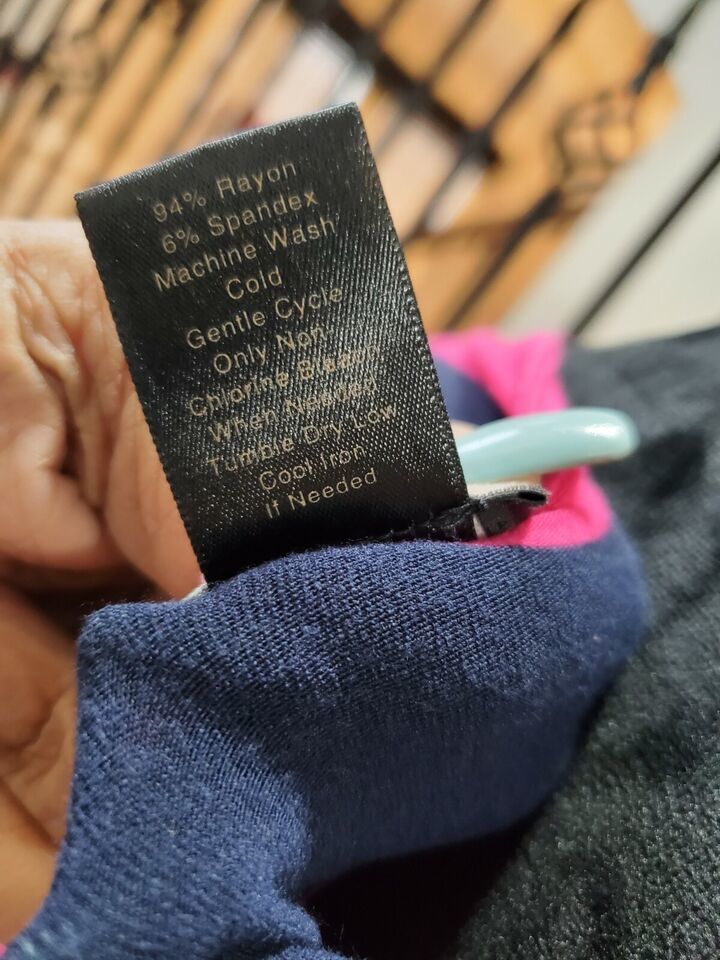 94% Rayon
6% Spandex
Machine Wash
Cold
Gentle Cycle
Only Non
Chlorine Bleach
When Needed
Tumble Dry Low
Cool Iron
If Needed